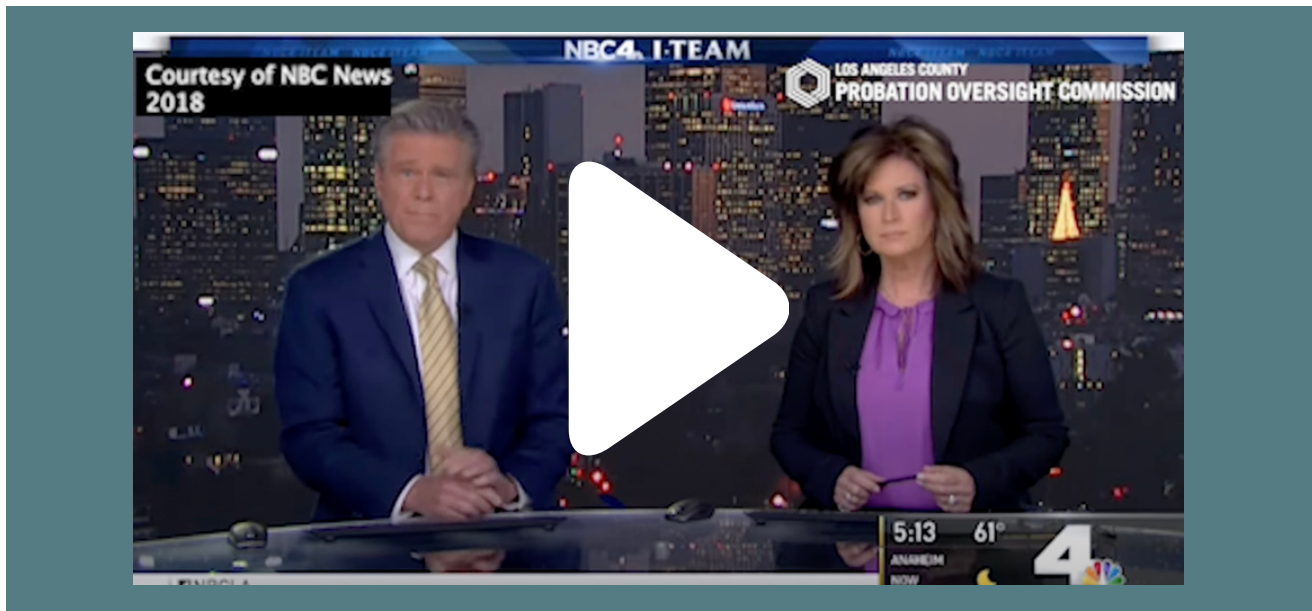 NBC4 I-TEAM
Courtesy of NBC News
2018
LOS ANGELES COUNTY
PROBATION OVERSIGHT COMMISSION
5:13 61°
ANAHEIM
NOW
4